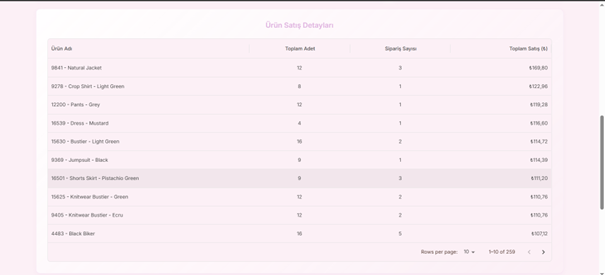 Ürün Satış Detayları
Ürün Adı Toplam Adet Sipariş Sayısı Toplam Satış (₺)
9841 - Natural Jacket 12 3 ₺169,80
9278 - Crop Shirt - Light Green 8 1 ₺122,96
12200 - Pants - Grey 12 1 ₺119,28
16539 - Dress - Mustard 4 1 ₺116,60
15630 - Bustier - Light Green 16 2 ₺114,72
9369 - Jumpsuit - Black 9 1 ₺114,39
16501 - Shorts Skirt - Pistachio Green 9 3 ₺111,20
15625 - Knitwear Bustier - Green 12 2 ₺110,76
9405 - Knitwear Bustier - Ecru 12 2 ₺110,76
4483 - Black Biker 16 5 ₺107,12
Rows per page: 10 1-10 of 259